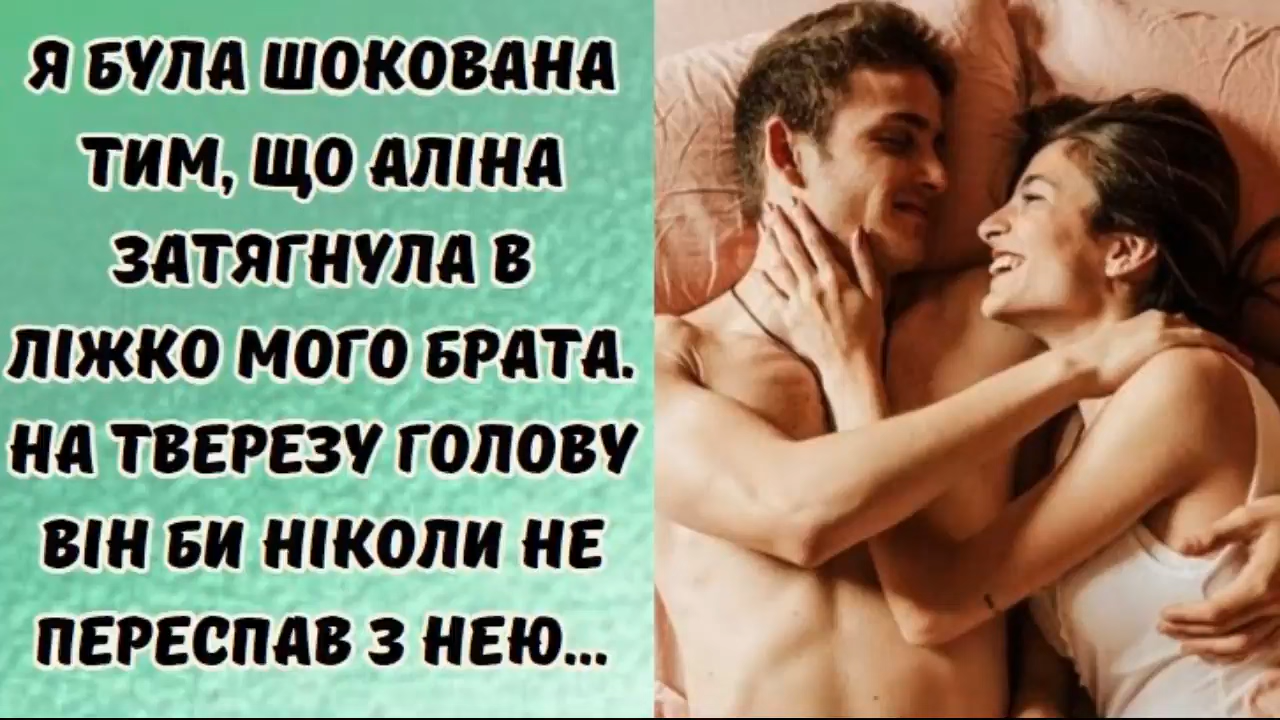 Я БУЛА ШОКОВАНА
ТИМ, ЩО АЛІНА
ЗАТЯГНУЛА В
ЛІЖКО МОГО БРАТА.
НА ТВЕРЕЗУ ГОЛОВУ
ВІН БИ НІКОЛИ НЕ
ПЕРЕСПАВ З НЕЮ...